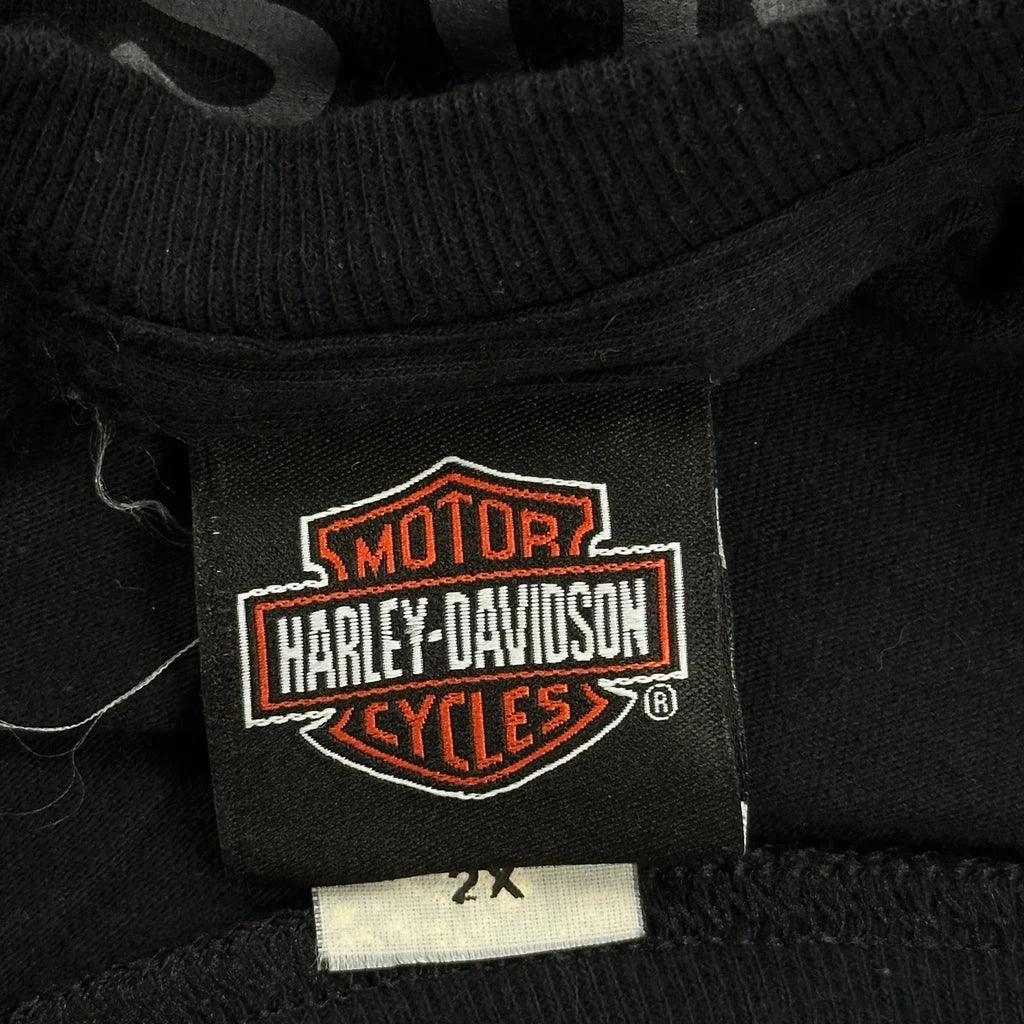 MOTOR
HARLEY-DAVIDSON
CYCLES
®
2X